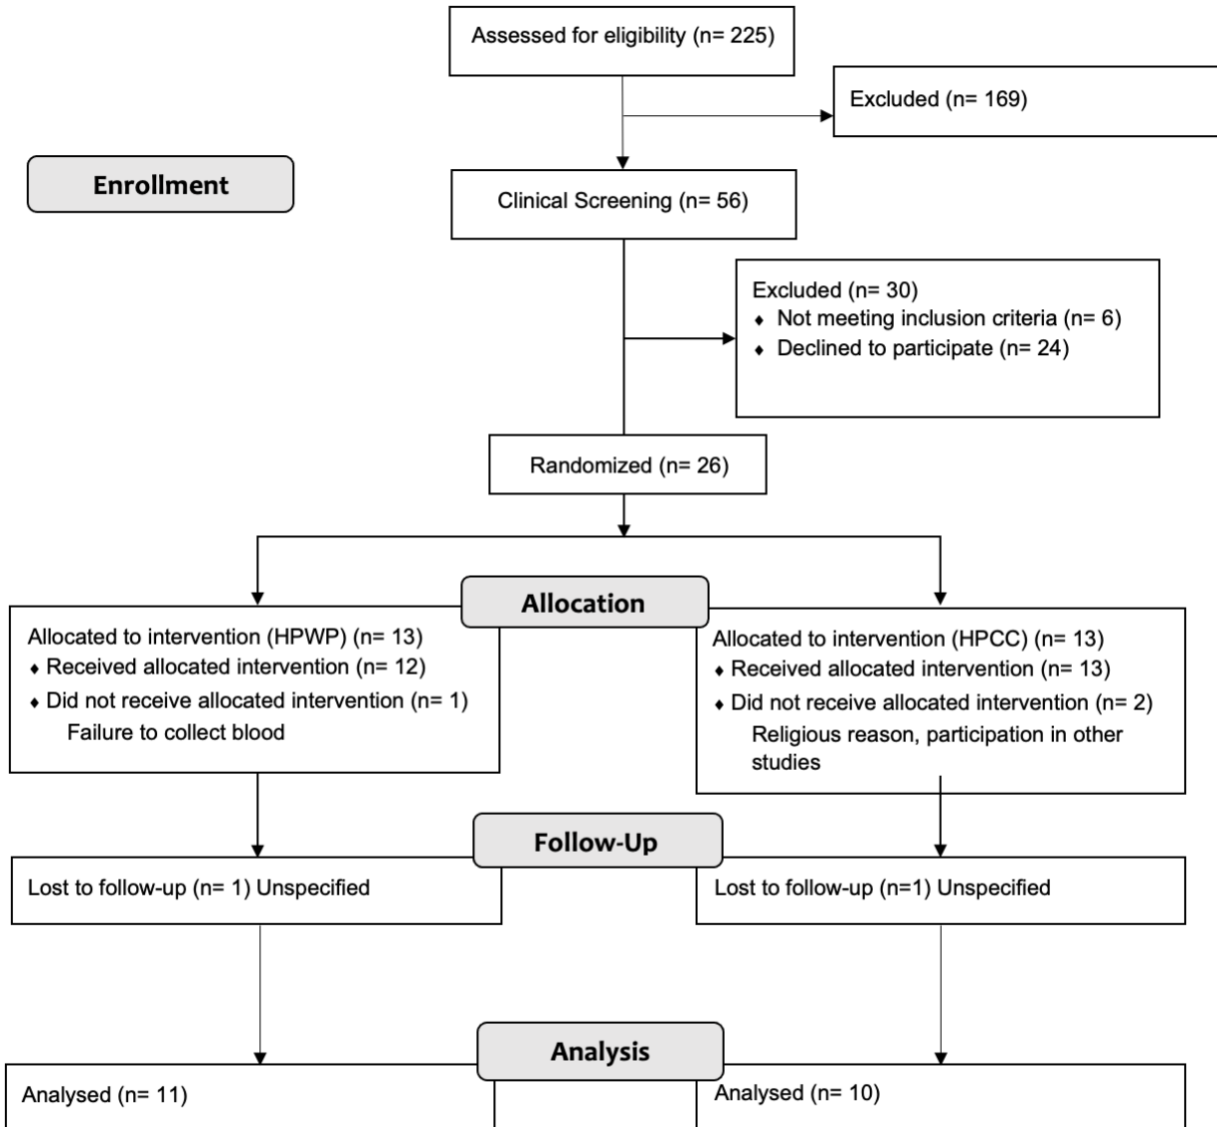 Assessed for eligibility (n= 225)
Excluded (n= 169)
Enrollment
Clinical Screening (n= 56)
Excluded (n= 30)
♦ Not meeting inclusion criteria (n= 6)
♦ Declined to participate (n= 24)
Randomized (n= 26)
Allocation
Allocated to intervention (HPWP) (n= 13)
♦ Received allocated intervention (n= 12)
♦ Did not receive allocated intervention (n= 1)
Failure to collect blood
Allocated to intervention (HPCC) (n= 13)
♦ Received allocated intervention (n= 13)
♦ Did not receive allocated intervention (n= 2)
Religious reason, participation in other
studies
Follow-Up
Lost to follow-up (n= 1) Unspecified
Lost to follow-up (n=1) Unspecified
Analysis
Analysed (n= 11)
Analysed (n= 10)